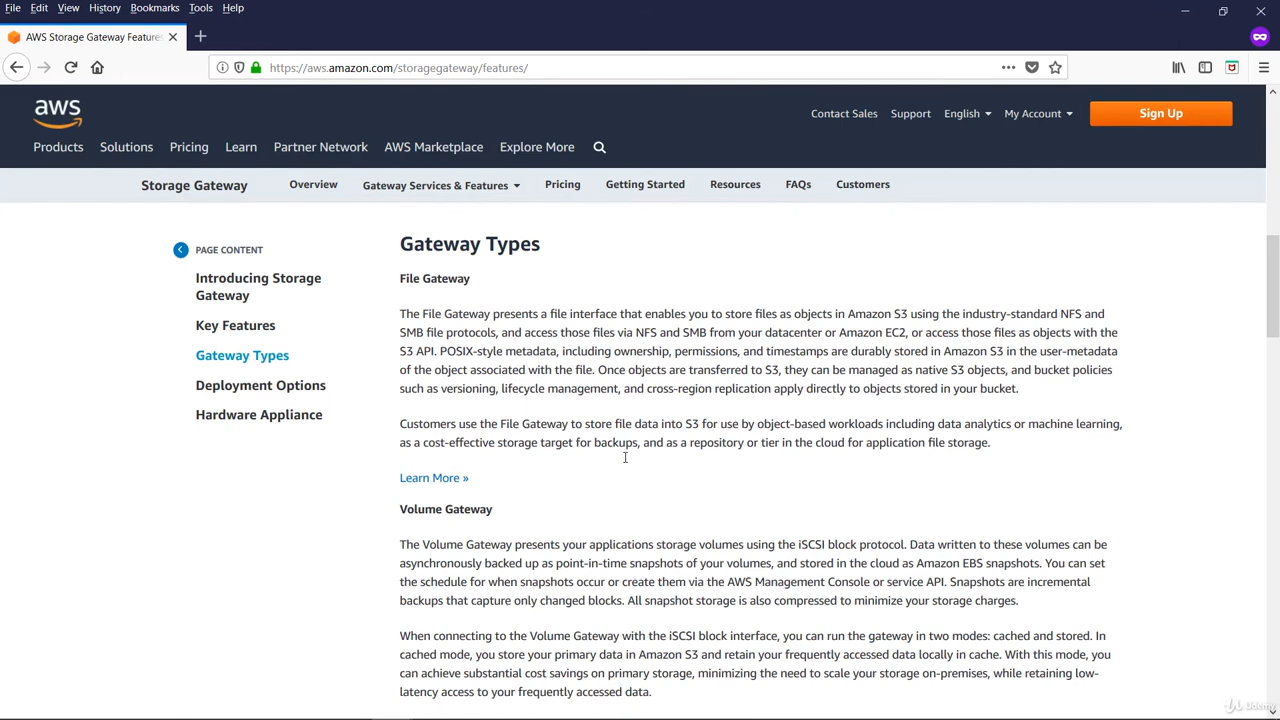 File Edit View History Bookmarks Tools Help
AWS Storage Gateway Features
https://aws.amazon.com/storagegateway/features/
aws
Contact Sales Support English My Account Sign Up
Products Solutions Pricing Learn Partner Network AWS Marketplace Explore More
Storage Gateway Overview Gateway Services & Features Pricing Getting Started Resources FAQs Customers
PAGE CONTENT
Introducing Storage
Gateway
Key Features
Gateway Types
Deployment Options
Hardware Appliance
Gateway Types
File Gateway
The File Gateway presents a file interface that enables you to store files as objects in Amazon S3 using the industry-standard NFS and
SMB file protocols, and access those files via NFS and SMB from your datacenter or Amazon EC2, or access those files as objects with the
S3 API. POSIX-style metadata, including ownership, permissions, and timestamps are durably stored in Amazon S3 in the user-metadata
of the object associated with the file. Once objects are transferred to S3, they can be managed as native S3 objects, and bucket policies
such as versioning, lifecycle management, and cross-region replication apply directly to objects stored in your bucket.
Customers use the File Gateway to store file data into S3 for use by object-based workloads including data analytics or machine learning,
as a cost-effective storage target for backups, and as a repository or tier in the cloud for application file storage.
Learn More »
Volume Gateway
The Volume Gateway presents your applications storage volumes using the iSCSI block protocol. Data written to these volumes can be
asynchronously backed up as point-in-time snapshots of your volumes, and stored in the cloud as Amazon EBS snapshots. You can set
the schedule for when snapshots occur or create them via the AWS Management Console or service API. Snapshots are incremental
backups that capture only changed blocks. All snapshot storage is also compressed to minimize your storage charges.
When connecting to the Volume Gateway with the iSCSI block interface, you can run the gateway in two modes: cached and stored. In
cached mode, you store your primary data in Amazon S3 and retain your frequently accessed data locally in cache. With this mode, you
can achieve substantial cost savings on primary storage, minimizing the need to scale your storage on-premises, while retaining low-
latency access to your frequently accessed data.
Udemy